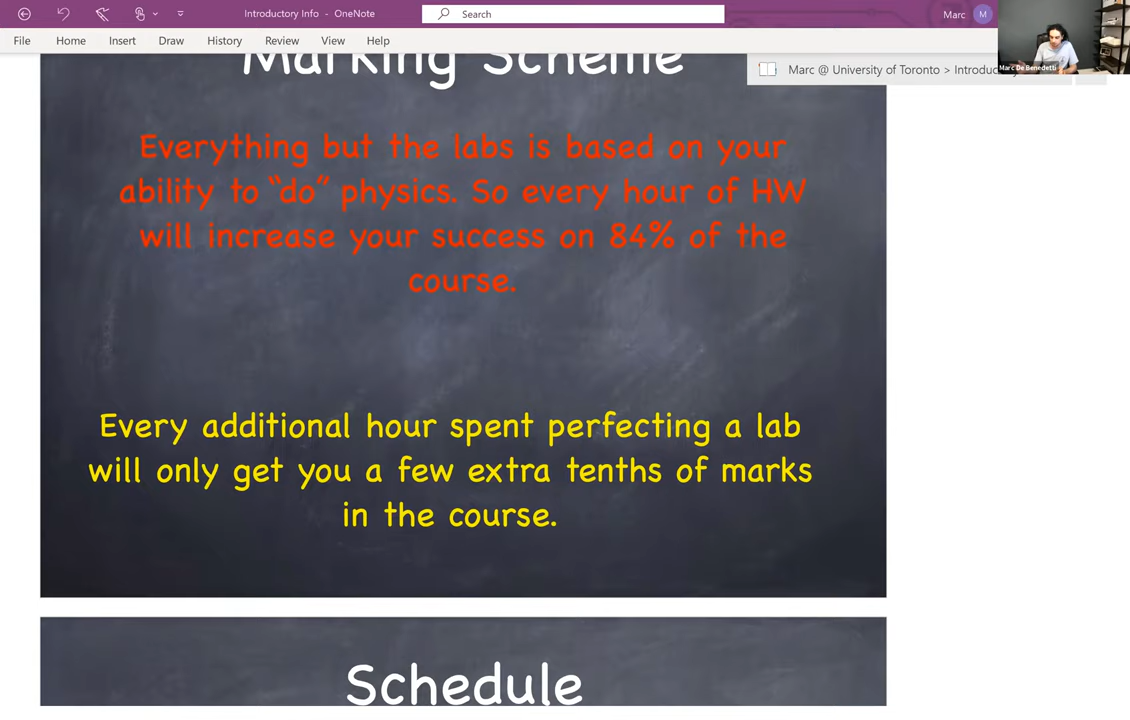 Introductory Info - OneNote
Search
Marc
M
File Home Insert Draw History Review View Help
Marc De Benedetti
Marc @ University of Toronto > Introduc
Marking Scheme
Everything but the labs is based on your
ability to “do” physics. So every hour of HW
will increase your success on 84% of the
course.
Every additional hour spent perfecting a lab
will only get you a few extra tenths of marks
in the course.
Schedule